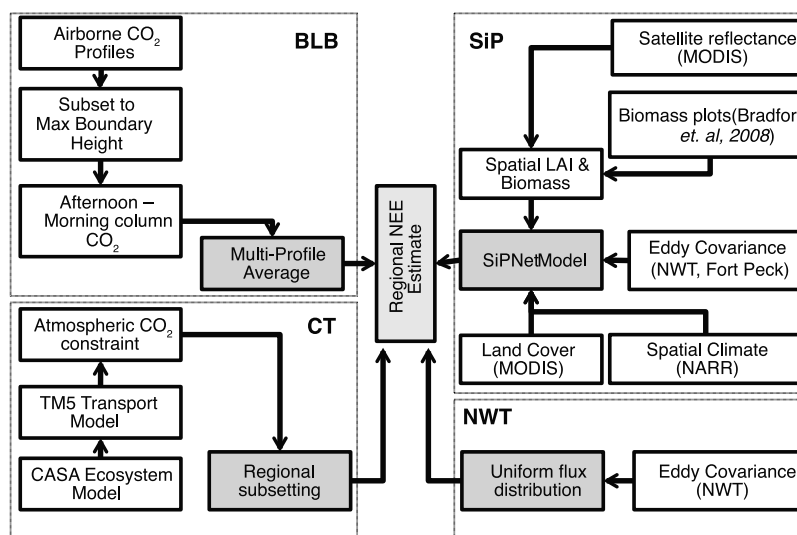 BLB
Airborne CO₂
Profiles
Subset to
Max Boundary
Height
Afternoon –
Morning column
CO₂
Multi-Profile
Average
CT
Atmospheric CO₂
constraint
TM5 Transport
Model
CASA Ecosystem
Model
Regional
subsetting
Regional NEE
Estimate
SiP
Satellite reflectance
(MODIS)
Biomass plots(Bradfor
et. al, 2008)
Spatial LAI &
Biomass
SiPNetModel
Eddy Covariance
(NWT, Fort Peck)
Land Cover
(MODIS)
Spatial Climate
(NARR)
NWT
Uniform flux
distribution
Eddy Covariance
(NWT)